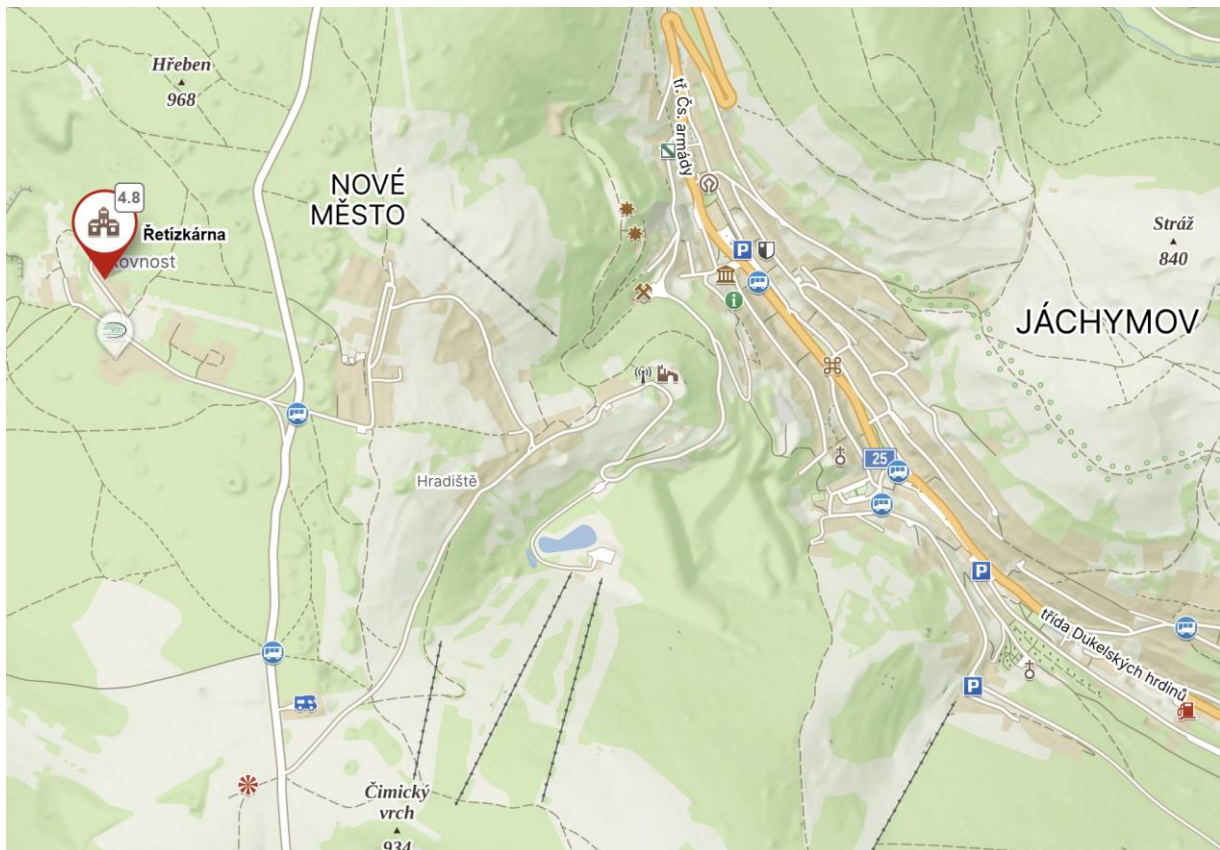 Hřeben
968
NOVÉ
MĚSTO
4.8
Řetízkárna
tř. Čs. armády
P
Stráž
840
JÁCHYMOV
i
Hradiště
25
P
třída Dukelských hrdinů
P
Čimický
vrch
934